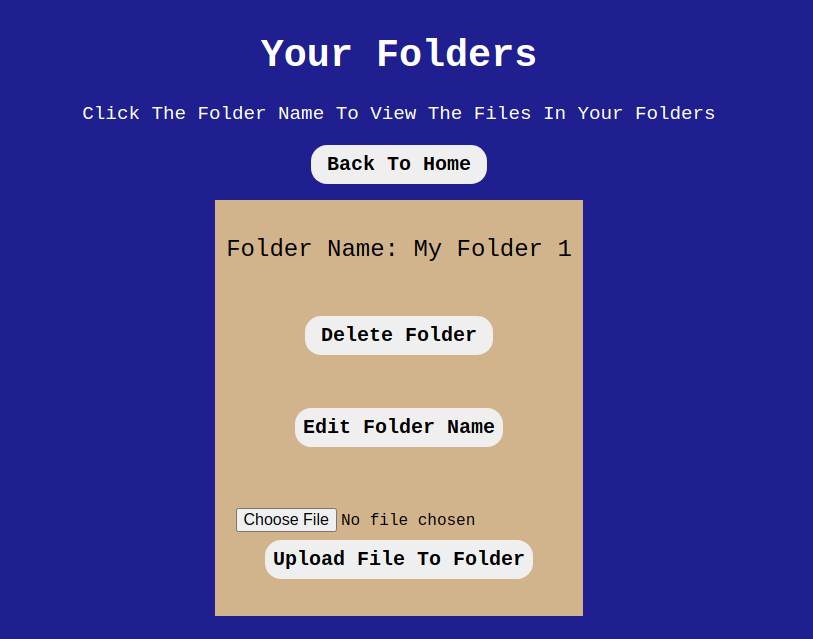 Your Folders
Click The Folder Name To View The Files In Your Folders
Back To Home
Folder Name: My Folder 1
Delete Folder
Edit Folder Name
Choose File No file chosen
Upload File To Folder